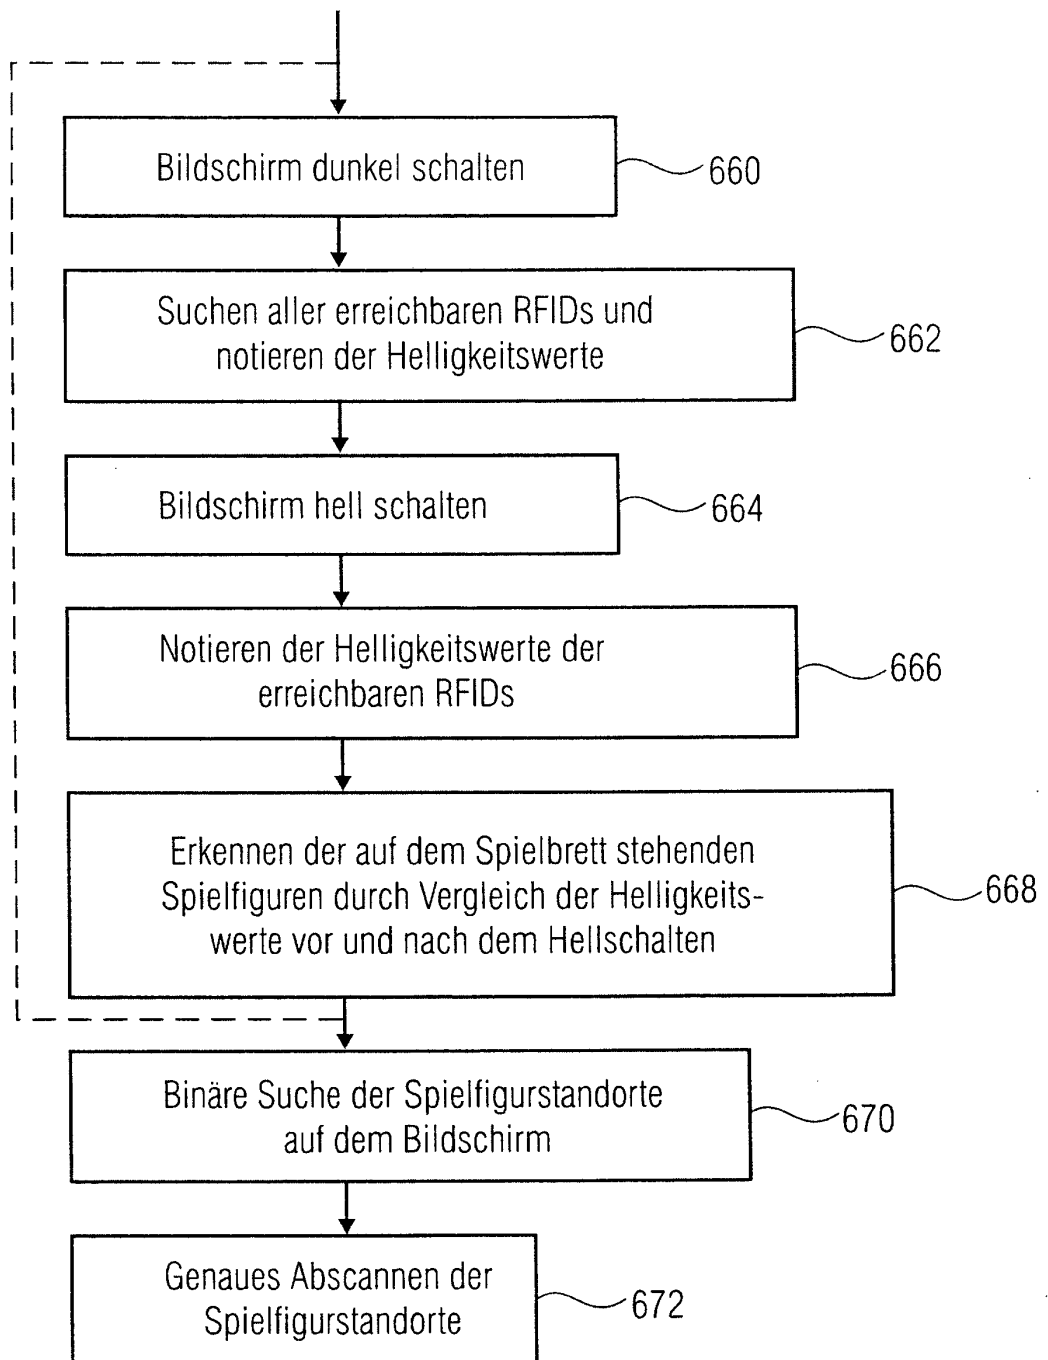 Bildschirm dunkel schalten
660
Suchen aller erreichbaren RFIDs und
notieren der Helligkeitswerte
662
Bildschirm hell schalten
664
Notieren der Helligkeitswerte der
erreichbaren RFIDs
666
Erkennen der auf dem Spielbrett stehenden
Spielfiguren durch Vergleich der Helligkeits-
werte vor und nach dem Hellschalten
668
Binäre Suche der Spielfigurstandorte
auf dem Bildschirm
670
Genaues Abscannen der
Spielfigurstandorte
672